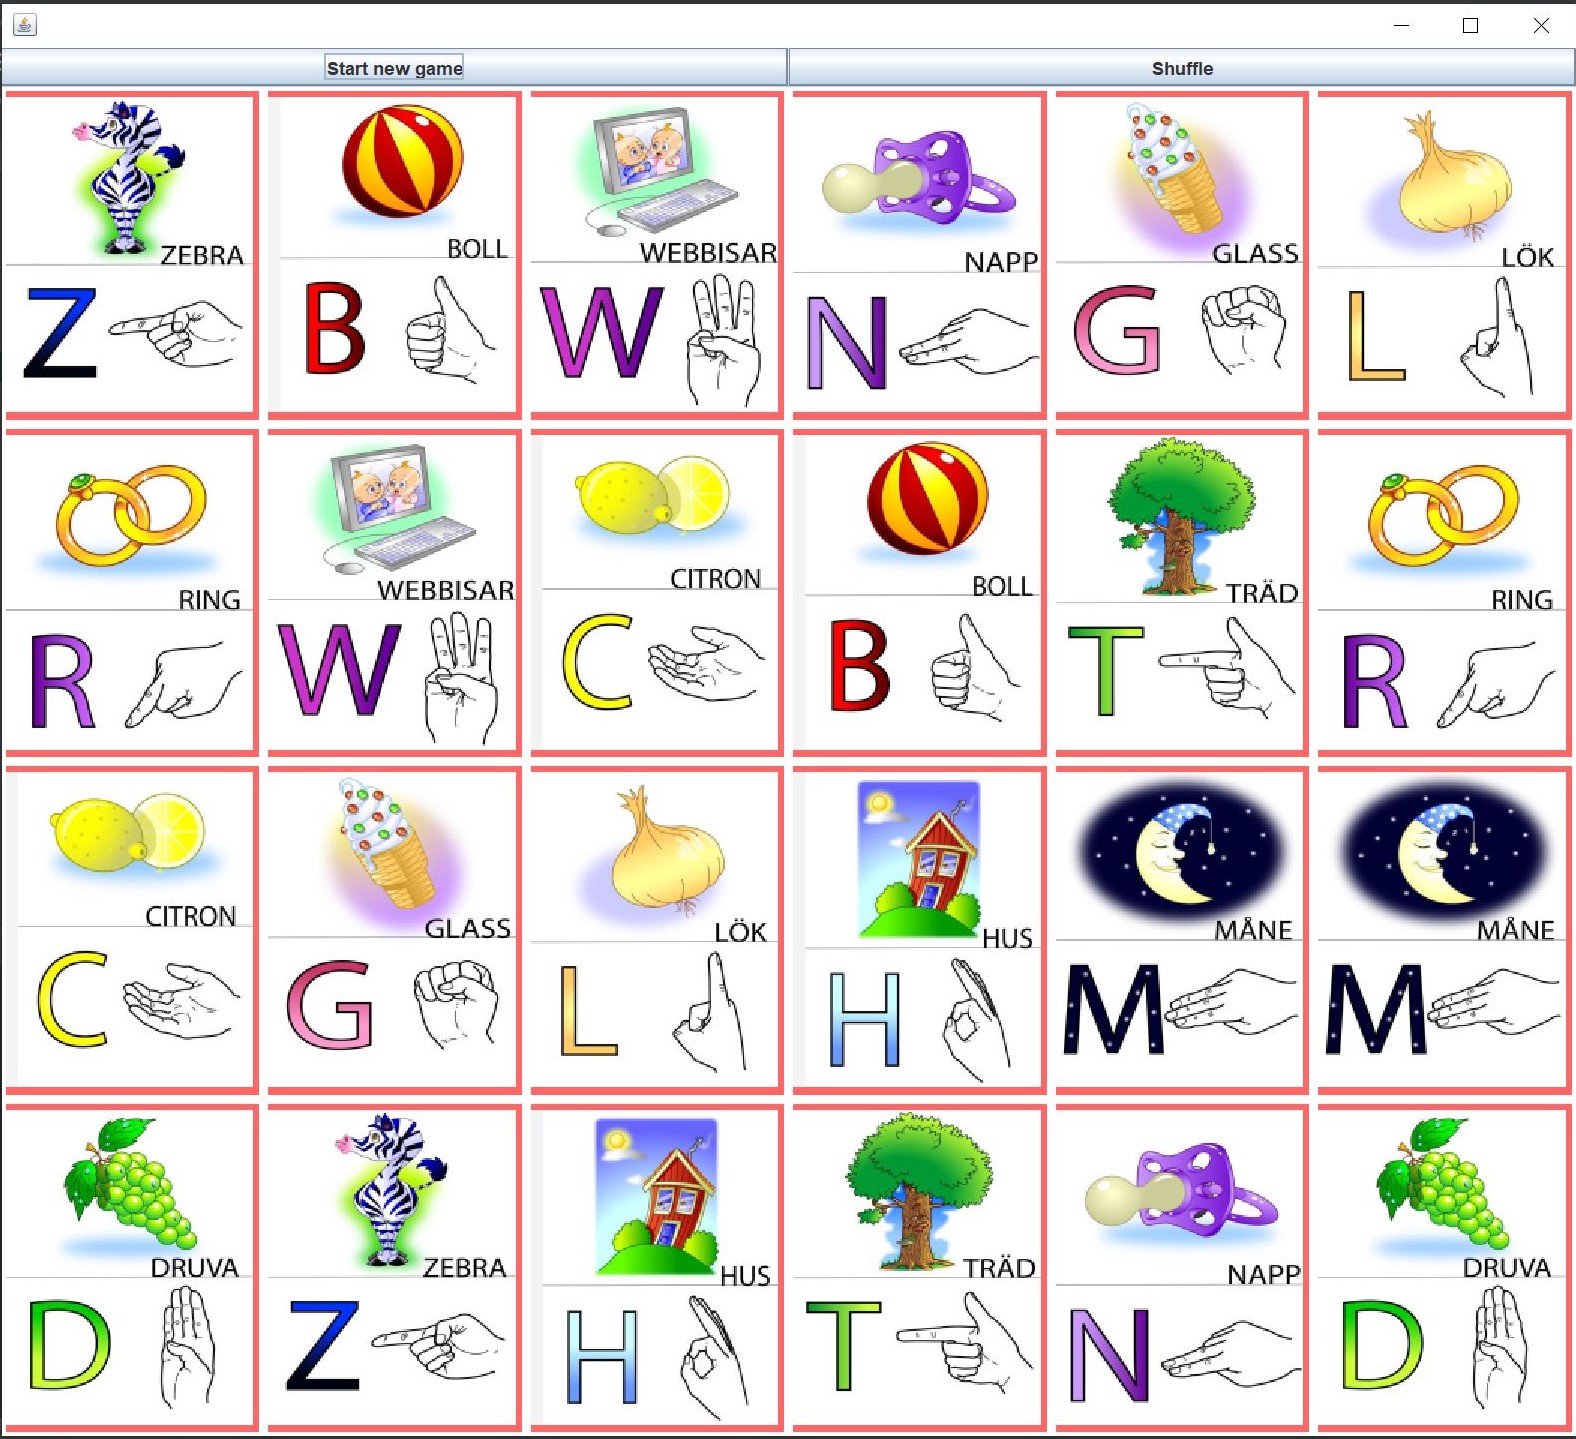 Start new game
Shuffle
ZEBRA
Z
BOLL
B
WEBBISAR
W
NAPP
N
GLASS
G
LÖK
L
RING
R
WEBBISAR
W
CITRON
C
BOLL
B
TRÄD
T
RING
R
CITRON
C
GLASS
G
LÖK
L
HUS
H
MÅNE
M
MÅNE
M
DRUVA
D
ZEBRA
Z
HUS
H
TRÄD
T
NAPP
N
DRUVA
D